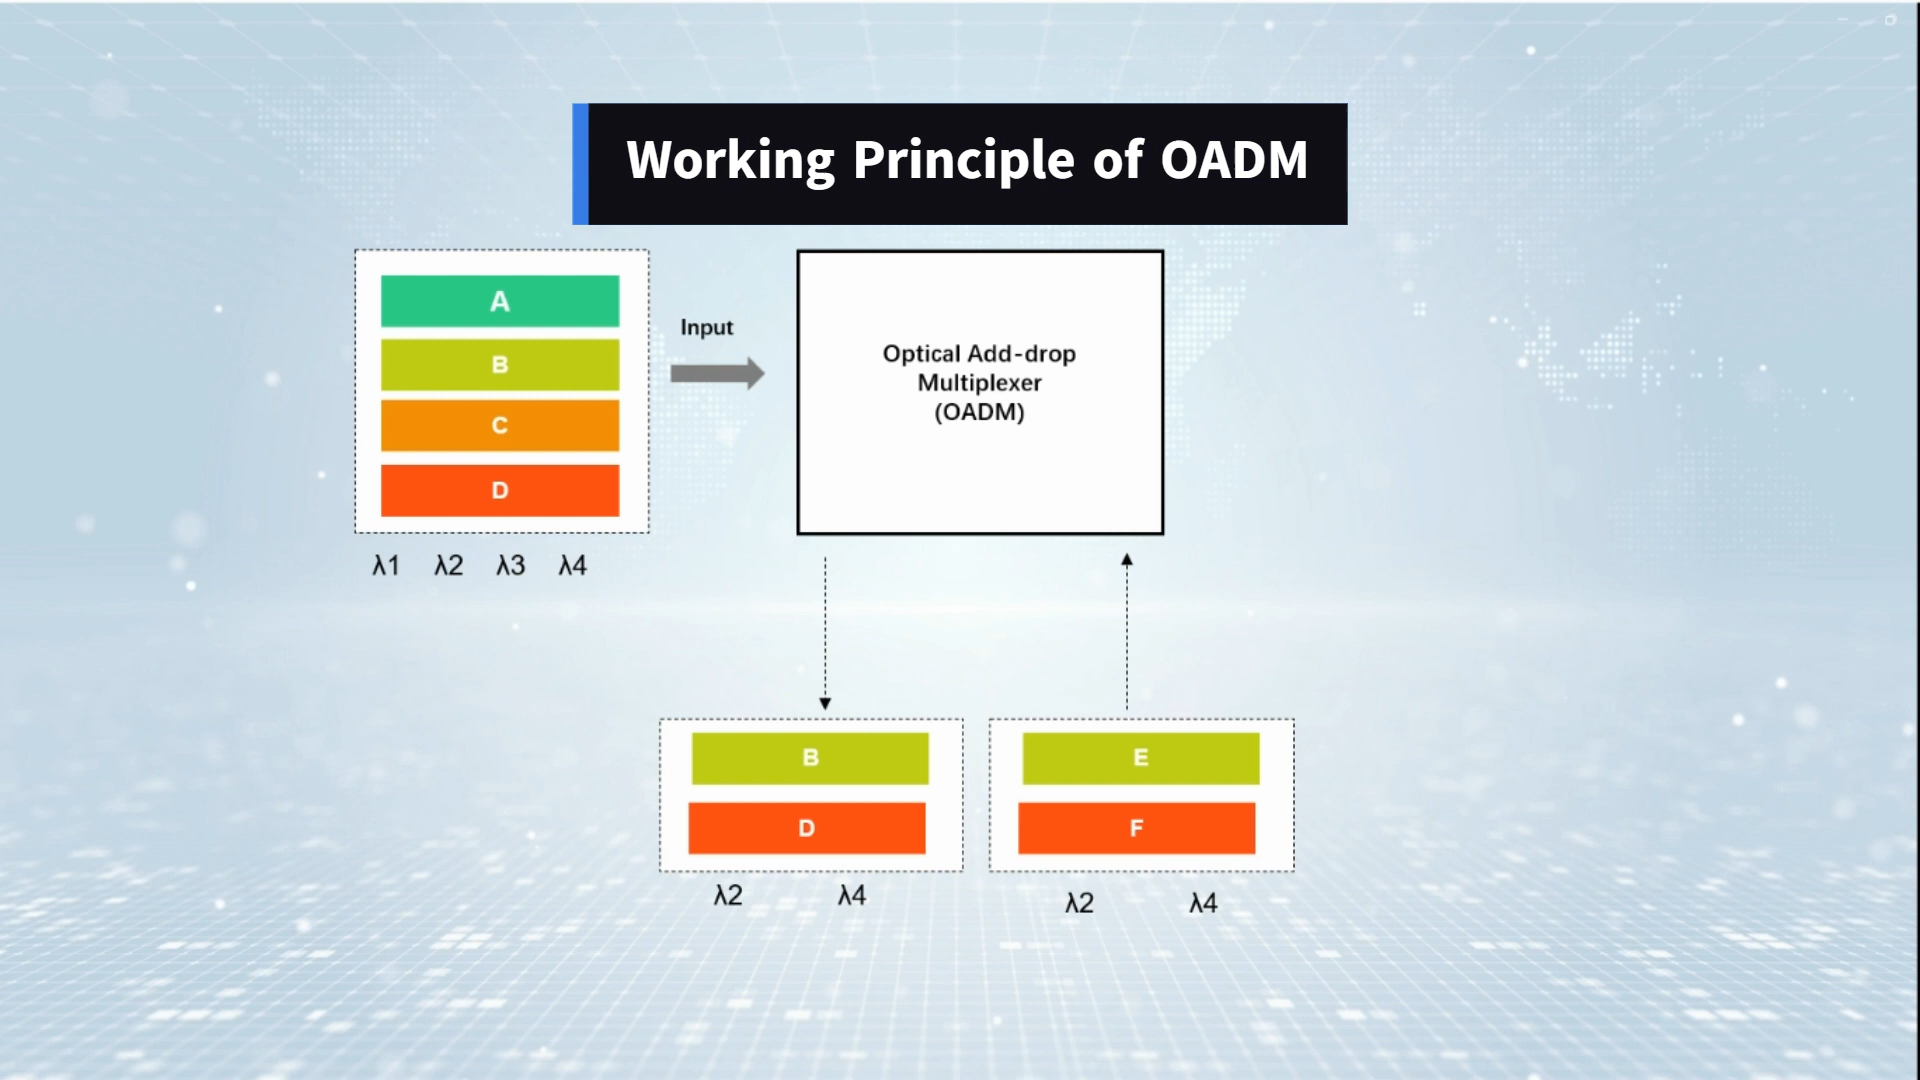 Working Principle of OADM
A
B
C
D
λ1 λ2 λ3 λ4
Input
Optical Add-drop
Multiplexer
(OADM)
B
D
λ2 λ4
E
F
λ2 λ4